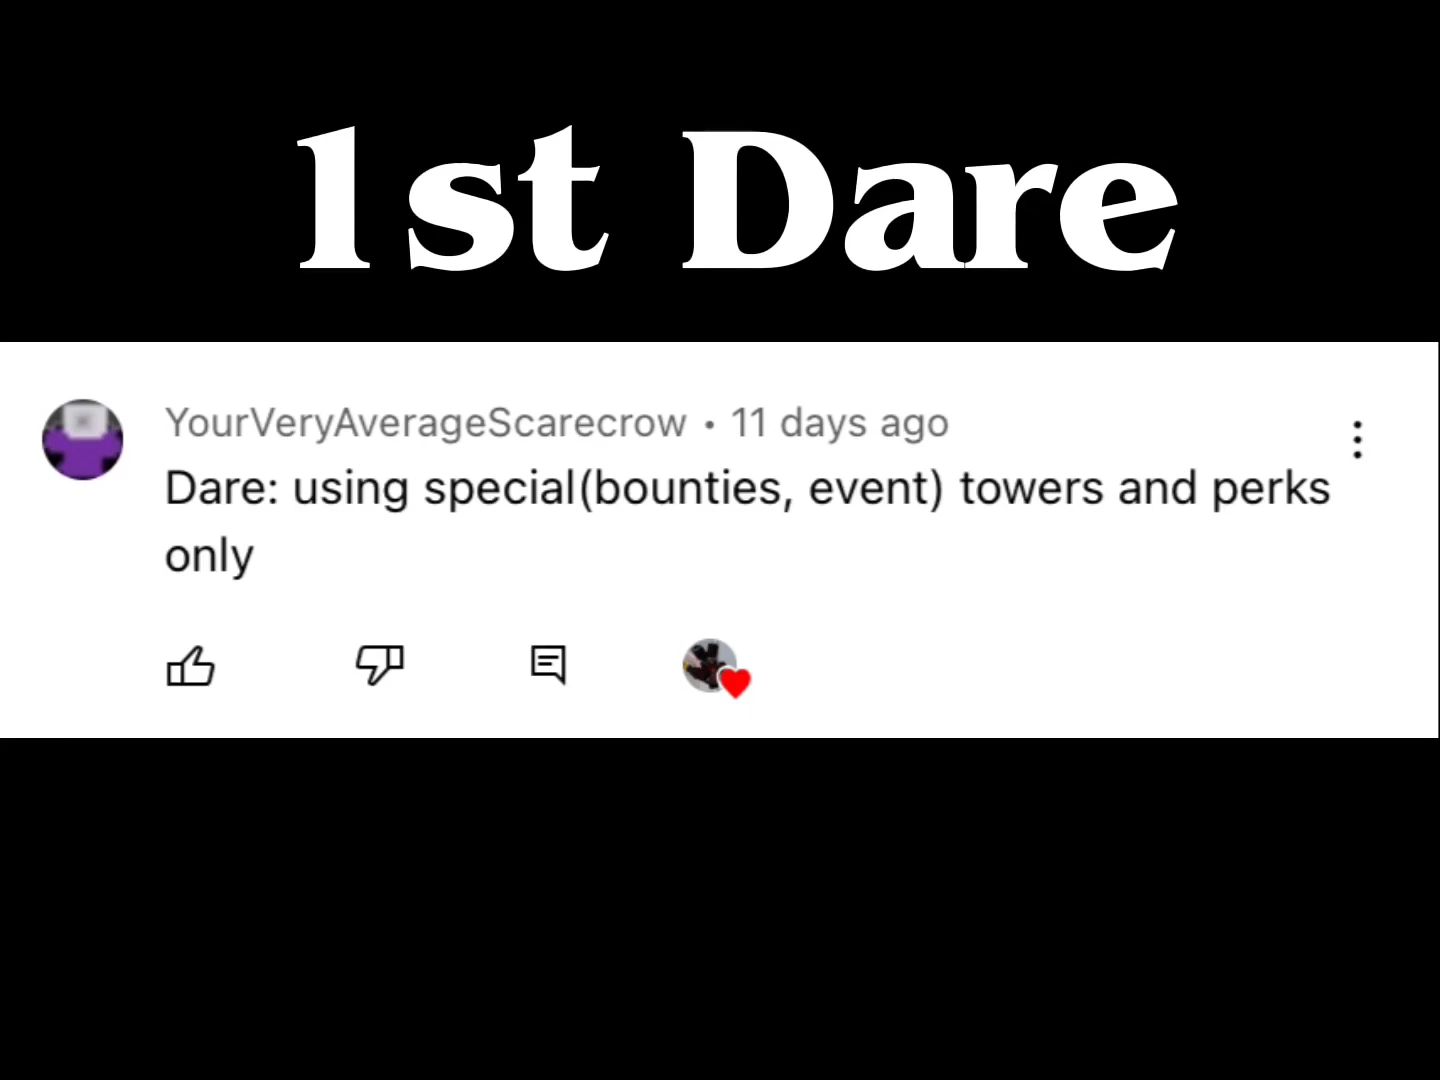 1st Dare
YourVeryAverageScarecrow • 11 days ago
Dare: using special(bounties, event) towers and perks
only